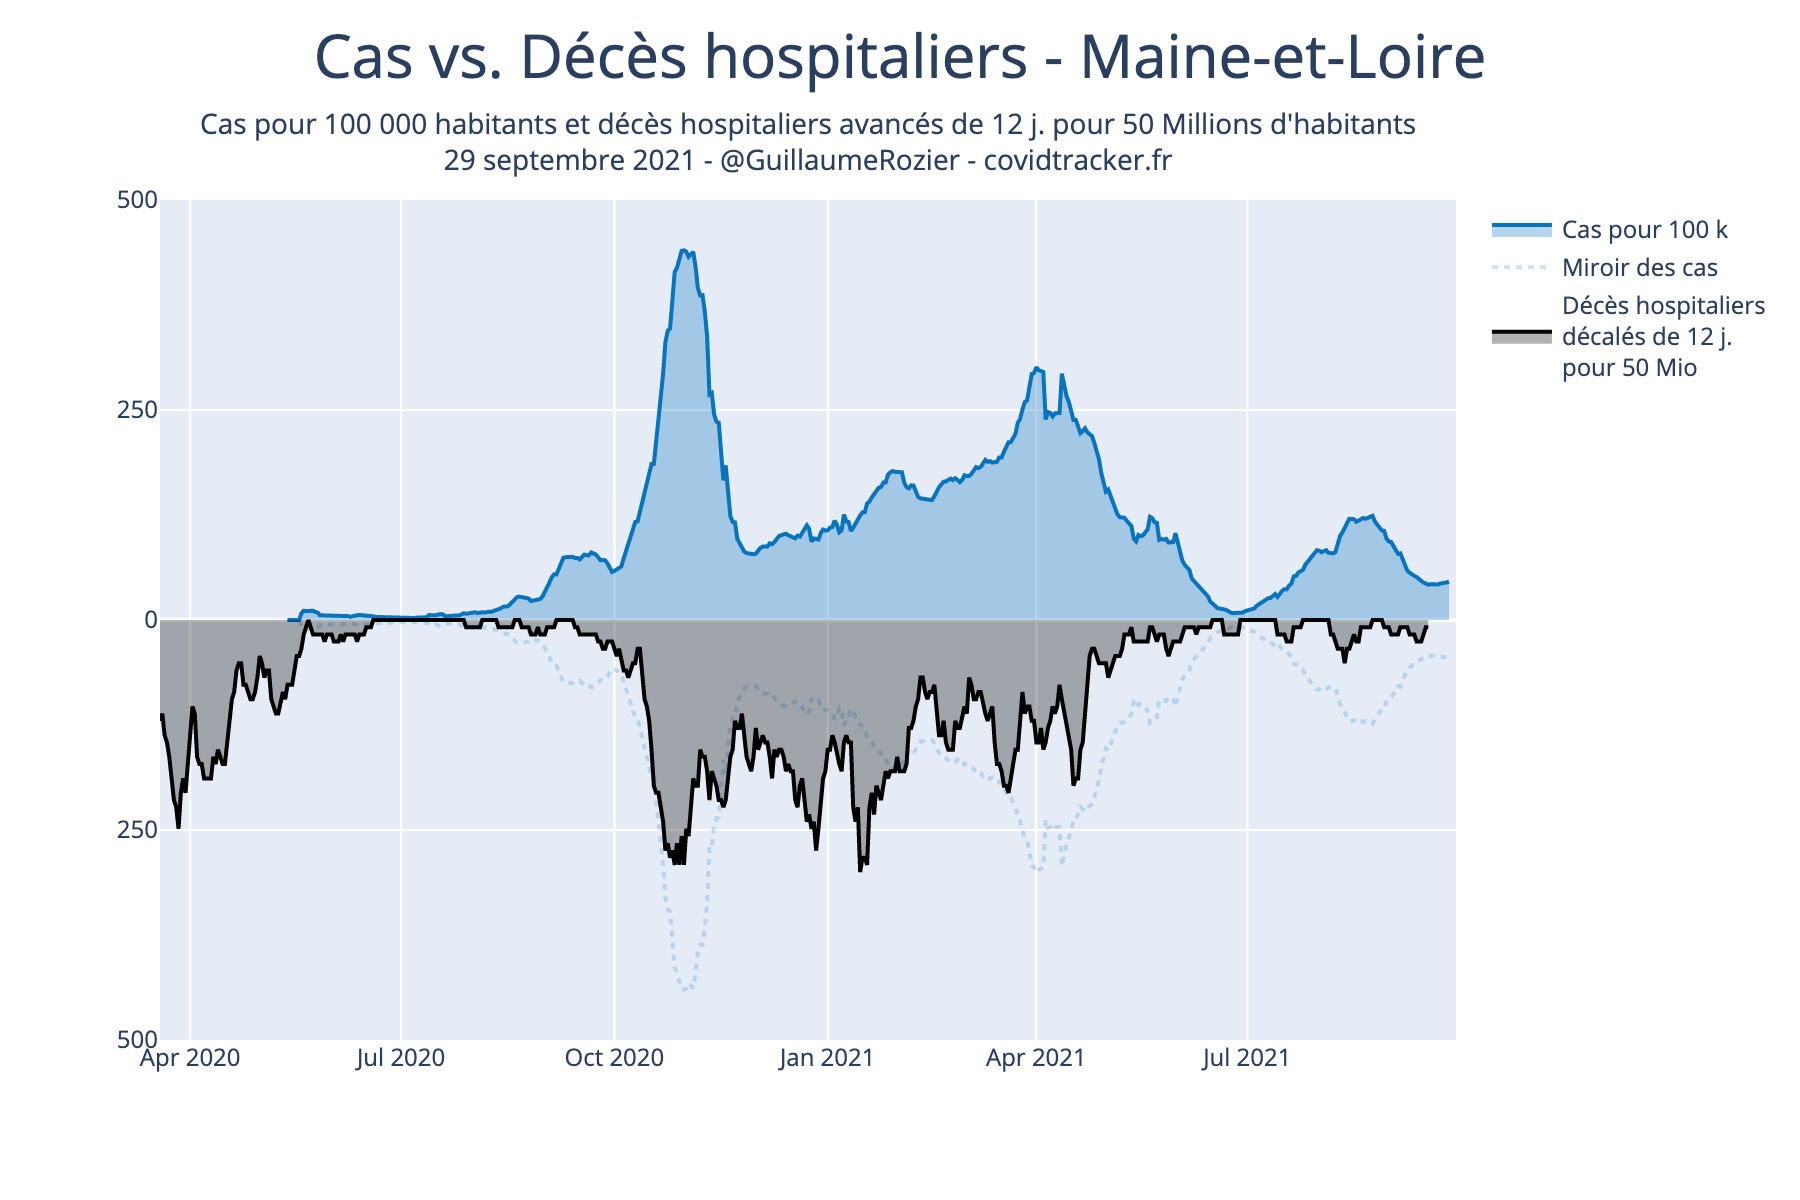 Cas vs. Décès hospitaliers - Maine-et-Loire
Cas pour 100 000 habitants et décès hospitaliers avancés de 12 j. pour 50 Millions d'habitants
29 septembre 2021 - @GuillaumeRozier - covidtracker.fr
500
250
0
250
500
Apr 2020
Jul 2020
Oct 2020
Jan 2021
Apr 2021
Jul 2021
Cas pour 100 k
Miroir des cas
Décès hospitaliers
décalés de 12 j.
pour 50 Mio